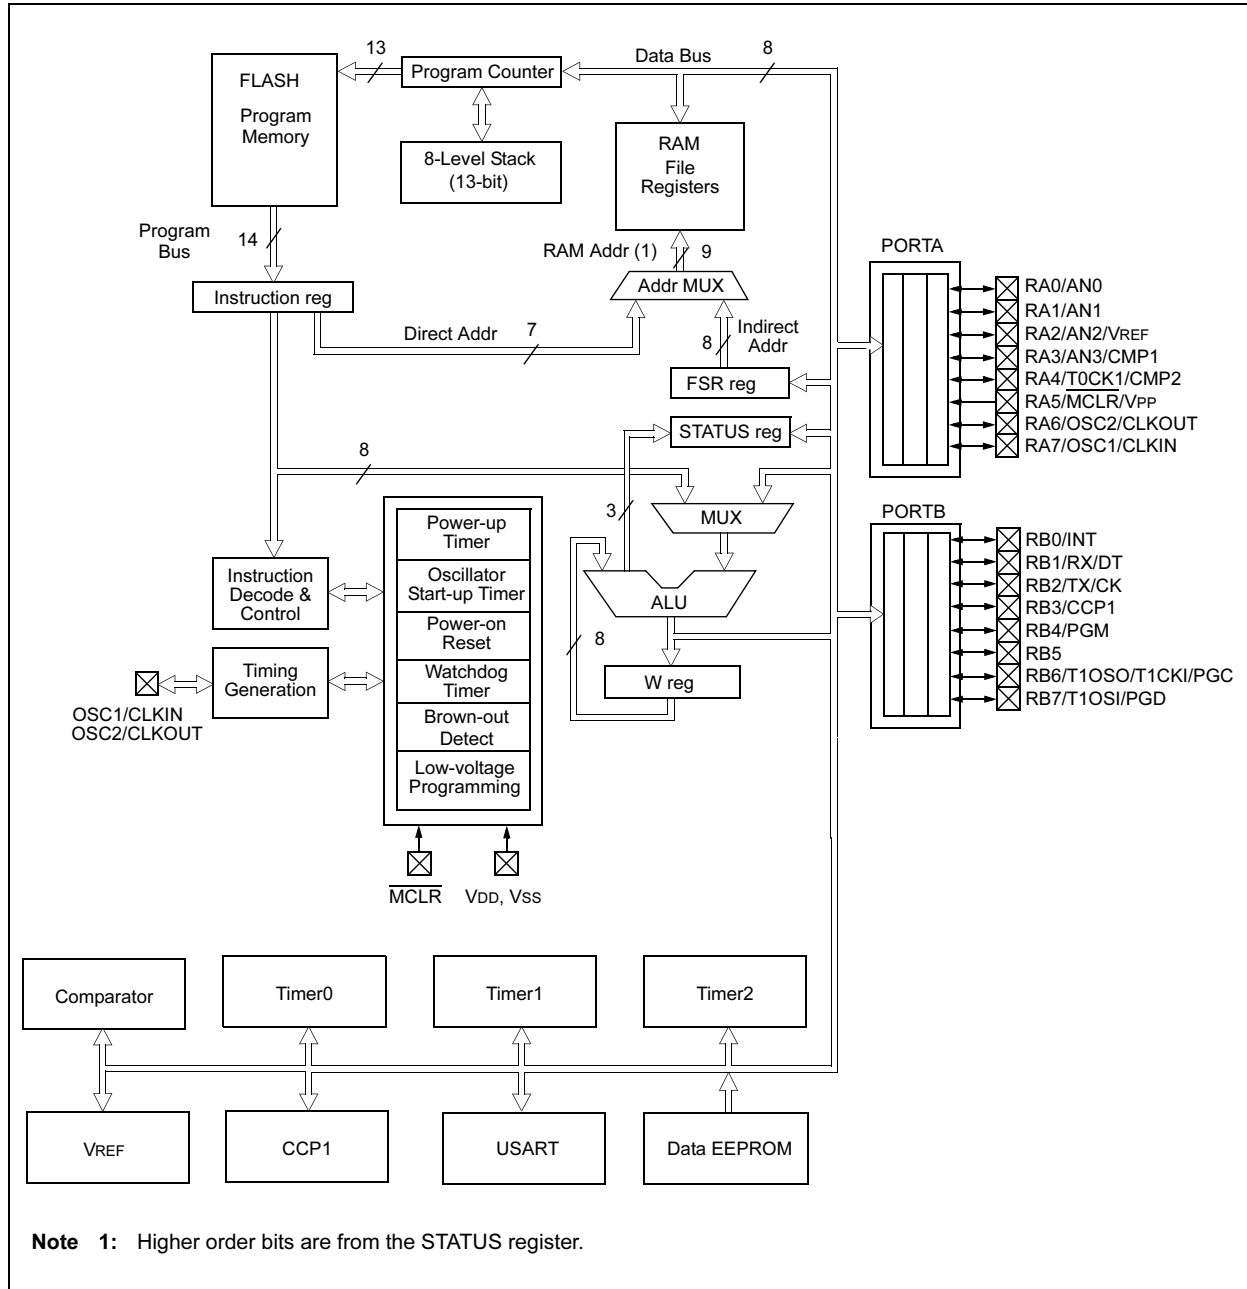 13
Data Bus
8
FLASH
Program
Memory
Program Counter
8-Level Stack
(13-bit)
RAM
File
Registers
Program
Bus
14
RAM Addr (1)
9
Instruction reg
Addr MUX
Direct Addr
7
8
Indirect
Addr
FSR reg
STATUS reg
8
3
MUX
ALU
8
W reg
Instruction
Decode &
Control
Timing
Generation
OSC1/CLKIN
OSC2/CLKOUT
Power-up
Timer
Oscillator
Start-up Timer
Power-on
Reset
Watchdog
Timer
Brown-out
Detect
Low-voltage
Programming
MCLR
VDD, VSS
PORTA
RA0/AN0
RA1/AN1
RA2/AN2/VREF
RA3/AN3/CMP1
RA4/T0CK1/CMP2
RA5/MCLR/VPP
RA6/OSC2/CLKOUT
RA7/OSC1/CLKIN
PORTB
RB0/INT
RB1/RX/DT
RB2/TX/CK
RB3/CCP1
RB4/PGM
RB5
RB6/T1OSO/T1CKI/PGC
RB7/T1OSI/PGD
Comparator
Timer0
Timer1
Timer2
VREF
CCP1
USART
Data EEPROM
Note 1: Higher order bits are from the STATUS register.